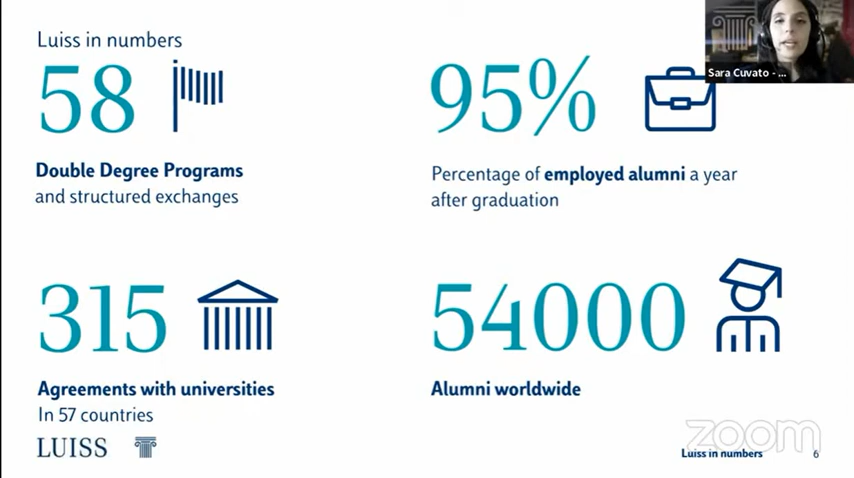 Luiss in numbers
58
Double Degree Programs
and structured exchanges
95%
Percentage of employed alumni a year
after graduation
315
Agreements with universities
In 57 countries
54000
Alumni worldwide
LUISS
Sara Cuvato - ...
zoom
Luiss in numbers
6